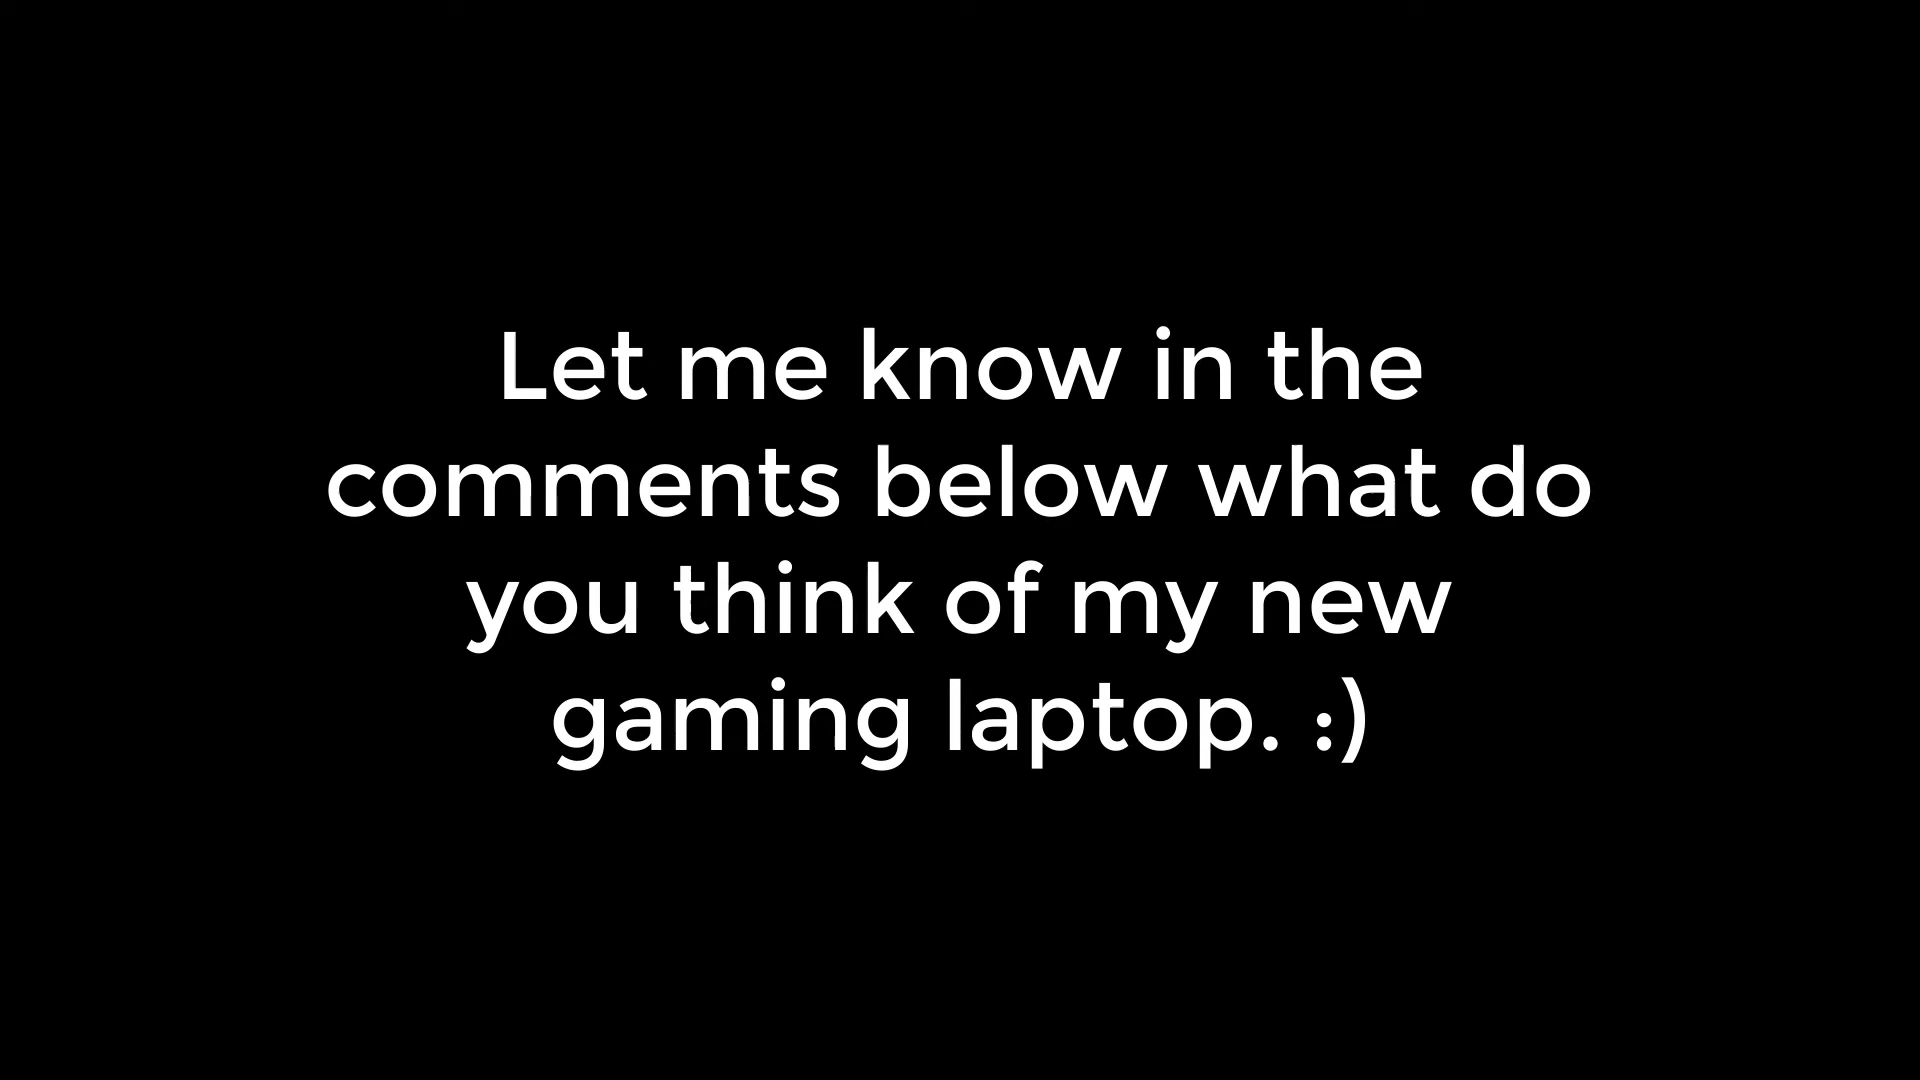 Let me know in the
comments below what do
you think of my new
gaming laptop. :)